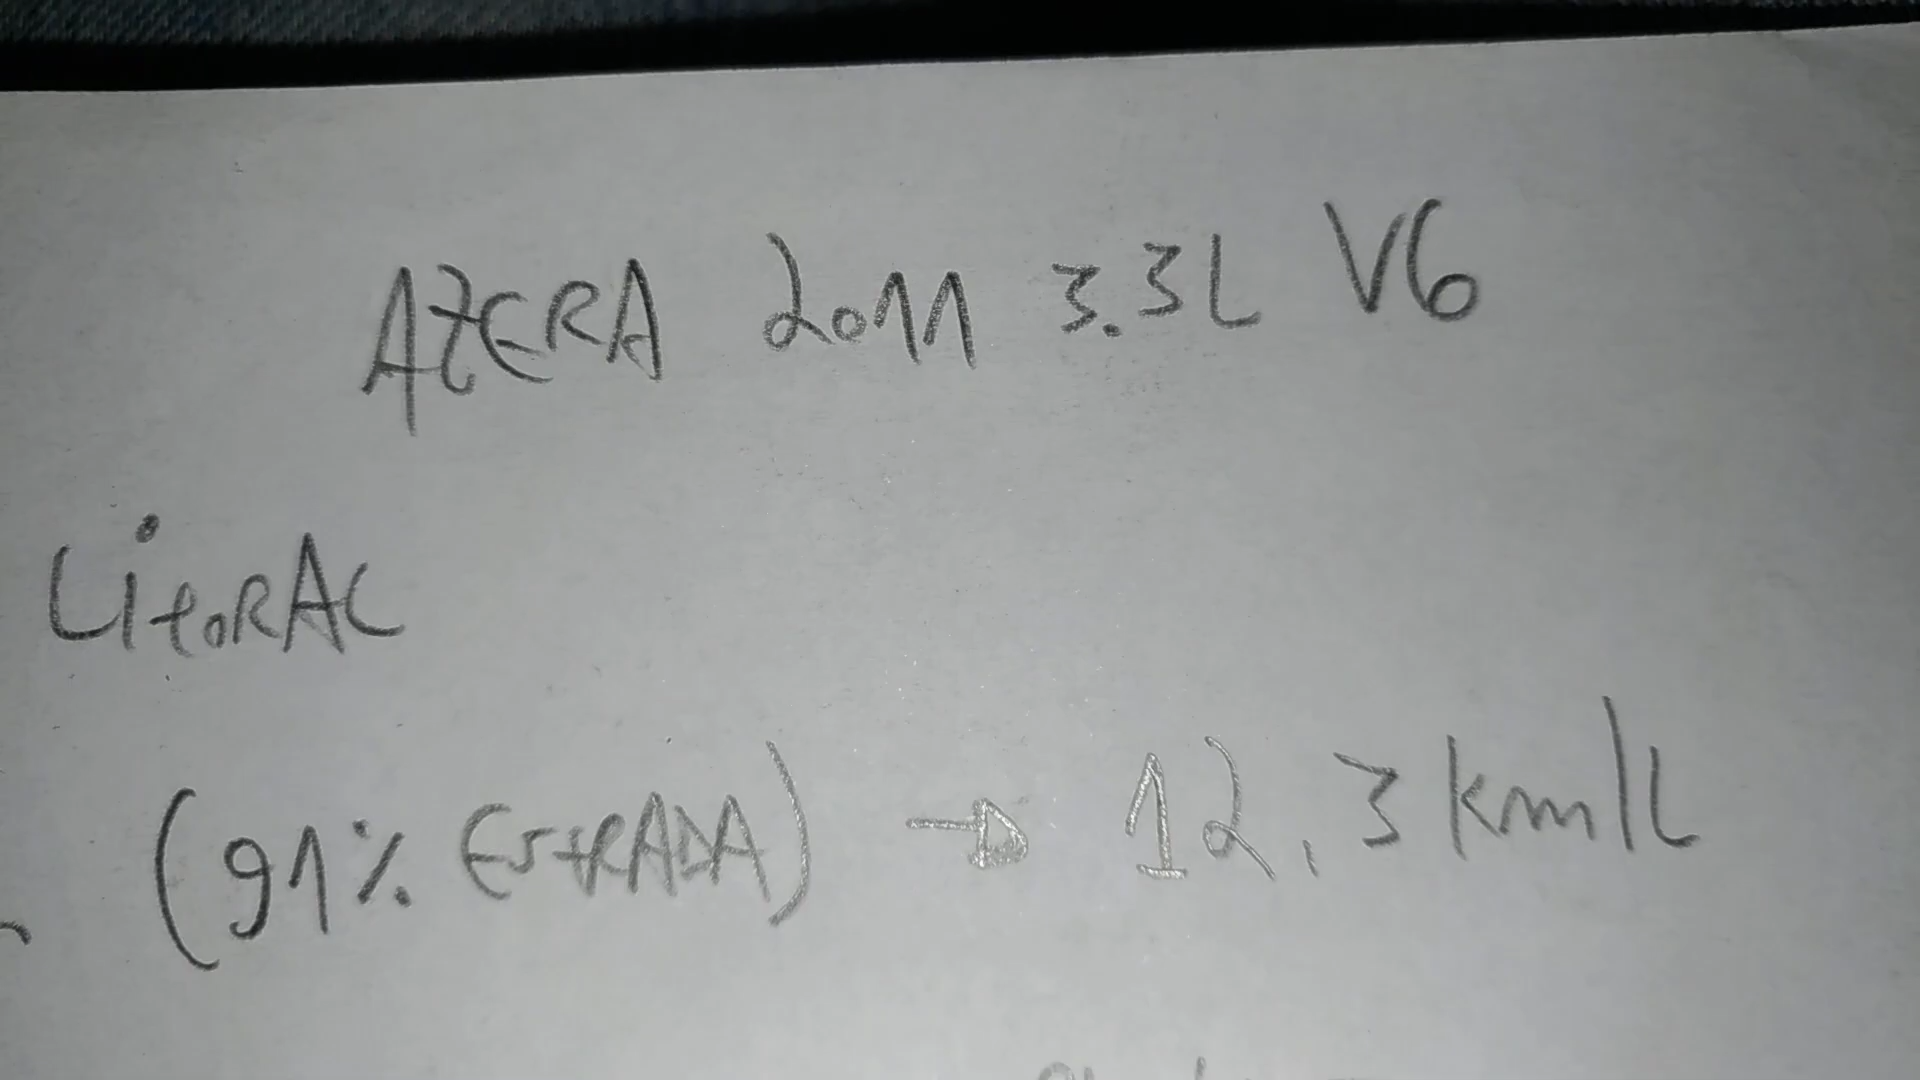 AZERA 2011 3.3L V6
LitoRAL
(91% EstRADA) → 12,3 km/L